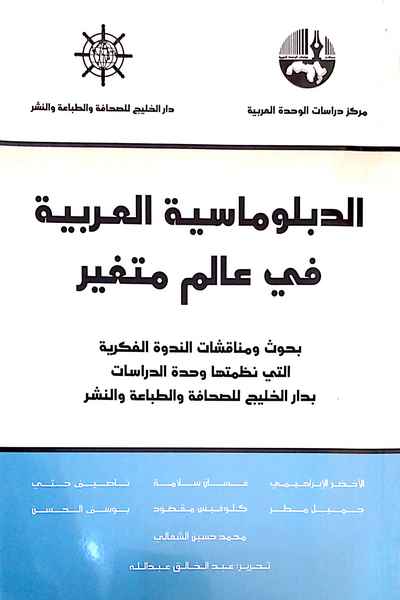 مركز دراسات الوحدة العربية
دار الخليج للصحافة والطباعة والنشر
الدبلوماسية العربية
في عالم متغير
بحوث ومناقشات الندوة الفكرية
التي نظمتها وحدة الدراسات
بدار الخليج للصحافة والطباعة والنشر
الأخضر الإبراهيمي غسان سلامة ناصيف حتي
جميل مطر كلوفيس مقصود يوسف الحسن
محمد حسين الشعالي
تحرير: عبد الخالق عبدالله